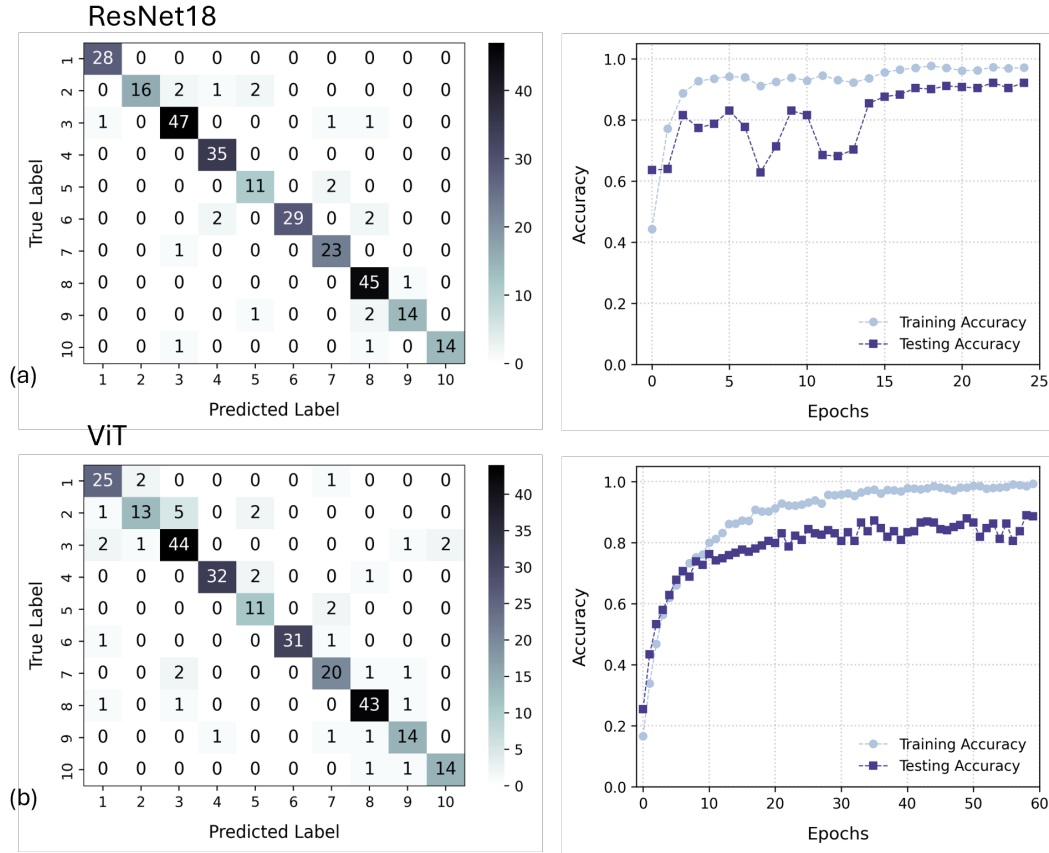 ResNet18
True Label
1 28 0 0 0 0 0 0 0 0 0
2 0 16 2 1 2 0 0 0 0 0
3 1 0 47 0 0 0 1 1 0 0
4 0 0 0 35 0 0 0 0 0 0
5 0 0 0 0 11 0 2 0 0 0
6 0 0 0 2 0 29 0 2 0 0
7 0 0 1 0 0 0 23 0 0 0
8 0 0 0 0 0 0 0 45 1 0
9 0 0 0 0 1 0 0 2 14 0
10 0 0 1 0 0 0 0 1 0 14
1 2 3 4 5 6 7 8 9 10
Predicted Label
40
30
20
10
0
(a)
Accuracy
1.0
0.8
0.6
0.4
0.2
0.0
Training Accuracy
Testing Accuracy
0 5 10 15 20 25
Epochs
ViT
True Label
1 25 2 0 0 0 0 1 0 0 0
2 1 13 5 0 2 0 0 0 0 0
3 2 1 44 0 0 0 0 0 1 2
4 0 0 0 32 2 0 0 1 0 0
5 0 0 0 0 11 0 2 0 0 0
6 1 0 0 0 0 31 1 0 0 0
7 0 0 2 0 0 0 20 1 1 0
8 1 0 1 0 0 0 0 43 1 0
9 0 0 0 1 0 0 1 1 14 0
10 0 0 0 0 0 0 0 1 1 14
1 2 3 4 5 6 7 8 9 10
Predicted Label
40
35
30
25
20
15
10
5
0
(b)
Accuracy
1.0
0.8
0.6
0.4
0.2
0.0
Training Accuracy
Testing Accuracy
0 10 20 30 40 50 60
Epochs